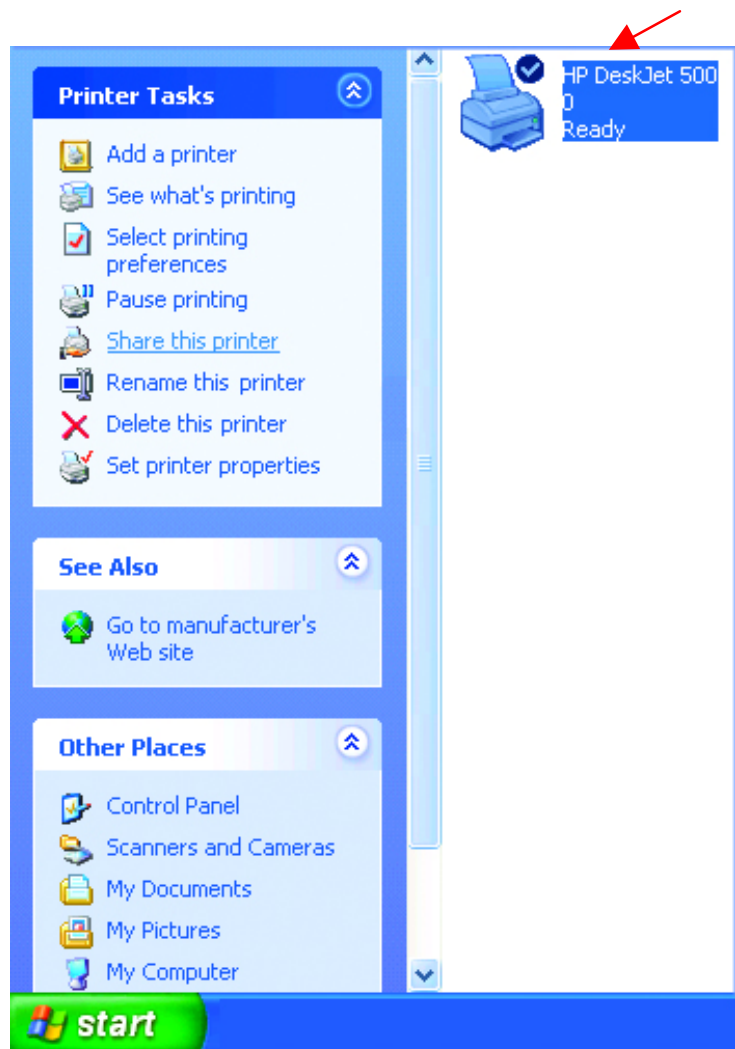 Printer Tasks
Add a printer
See what's printing
Select printing
preferences
Pause printing
Share this printer
Rename this printer
Delete this printer
Set printer properties
See Also
Go to manufacturer's
Web site
Other Places
Control Panel
Scanners and Cameras
My Documents
My Pictures
My Computer
HP DeskJet 500
0
Ready
start